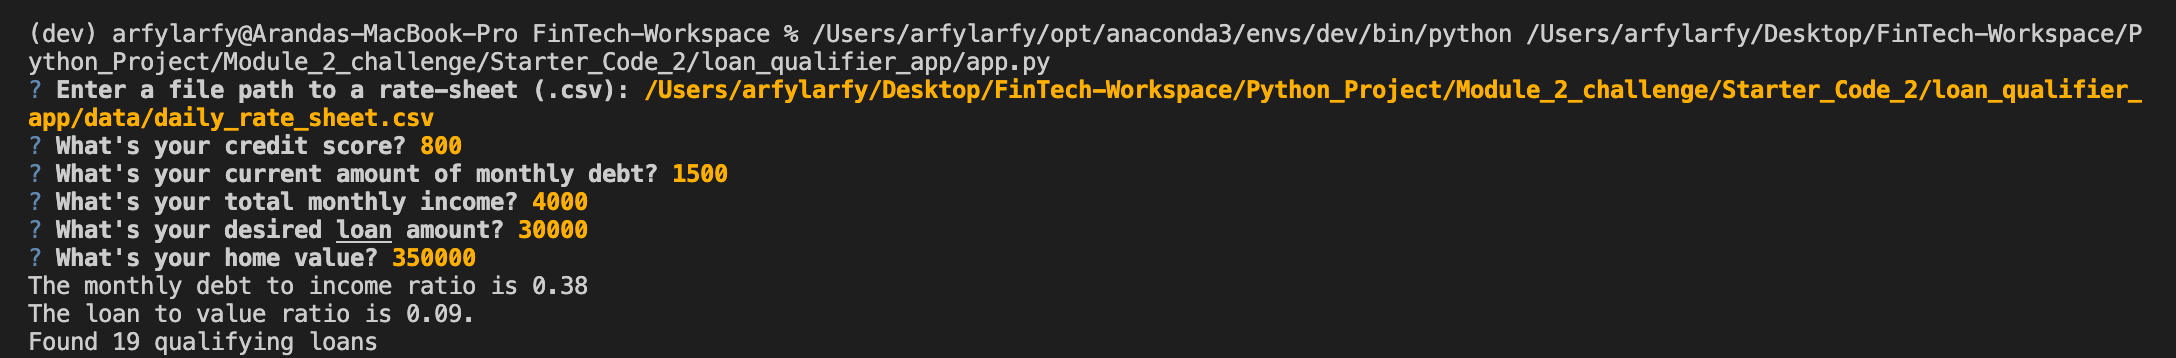 (dev) arfylarfy@Arandas-MacBook-Pro FinTech-Workspace % /Users/arfylarfy/opt/anaconda3/envs/dev/bin/python /Users/arfylarfy/Desktop/FinTech-Workspace/P
ython_Project/Module_2_challenge/Starter_Code_2/loan_qualifier_app/app.py
? Enter a file path to a rate-sheet (.csv): /Users/arfylarfy/Desktop/FinTech-Workspace/Python_Project/Module_2_challenge/Starter_Code_2/loan_qualifier_
app/data/daily_rate_sheet.csv
? What's your credit score? 800
? What's your current amount of monthly debt? 1500
? What's your total monthly income? 4000
? What's your desired loan amount? 30000
? What's your home value? 350000
The monthly debt to income ratio is 0.38
The loan to value ratio is 0.09.
Found 19 qualifying loans